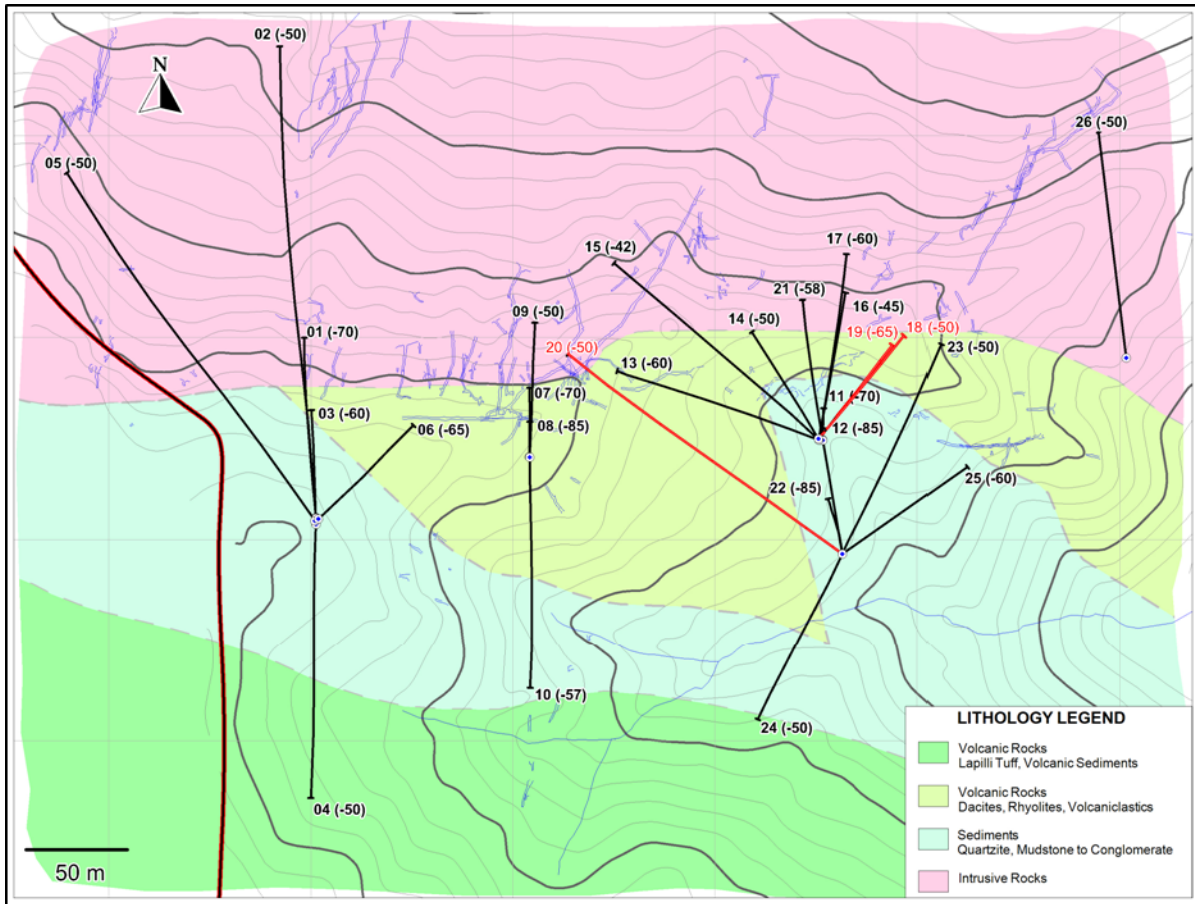 02 (-50)
N
26 (-50)
05 (-50)
17 (-60)
15 (-42)
21 (-58)
16 (-45)
09 (-50)
14 (-50)
18 (-50)
01 (-70)
19 (-65)
20 (-50)
23 (-50)
13 (-60)
07 (-70)
11 (-70)
03 (-60)
06 (-65)
08 (-85)
12 (-85)
25 (-60)
22 (-85)
10 (-57)
24 (-50)
04 (-50)
50 m
LITHOLOGY LEGEND
Volcanic Rocks
Lapilli Tuff, Volcanic Sediments
Volcanic Rocks
Dacites, Rhyolites, Volcaniclastics
Sediments
Quartzite, Mudstone to Conglomerate
Intrusive Rocks